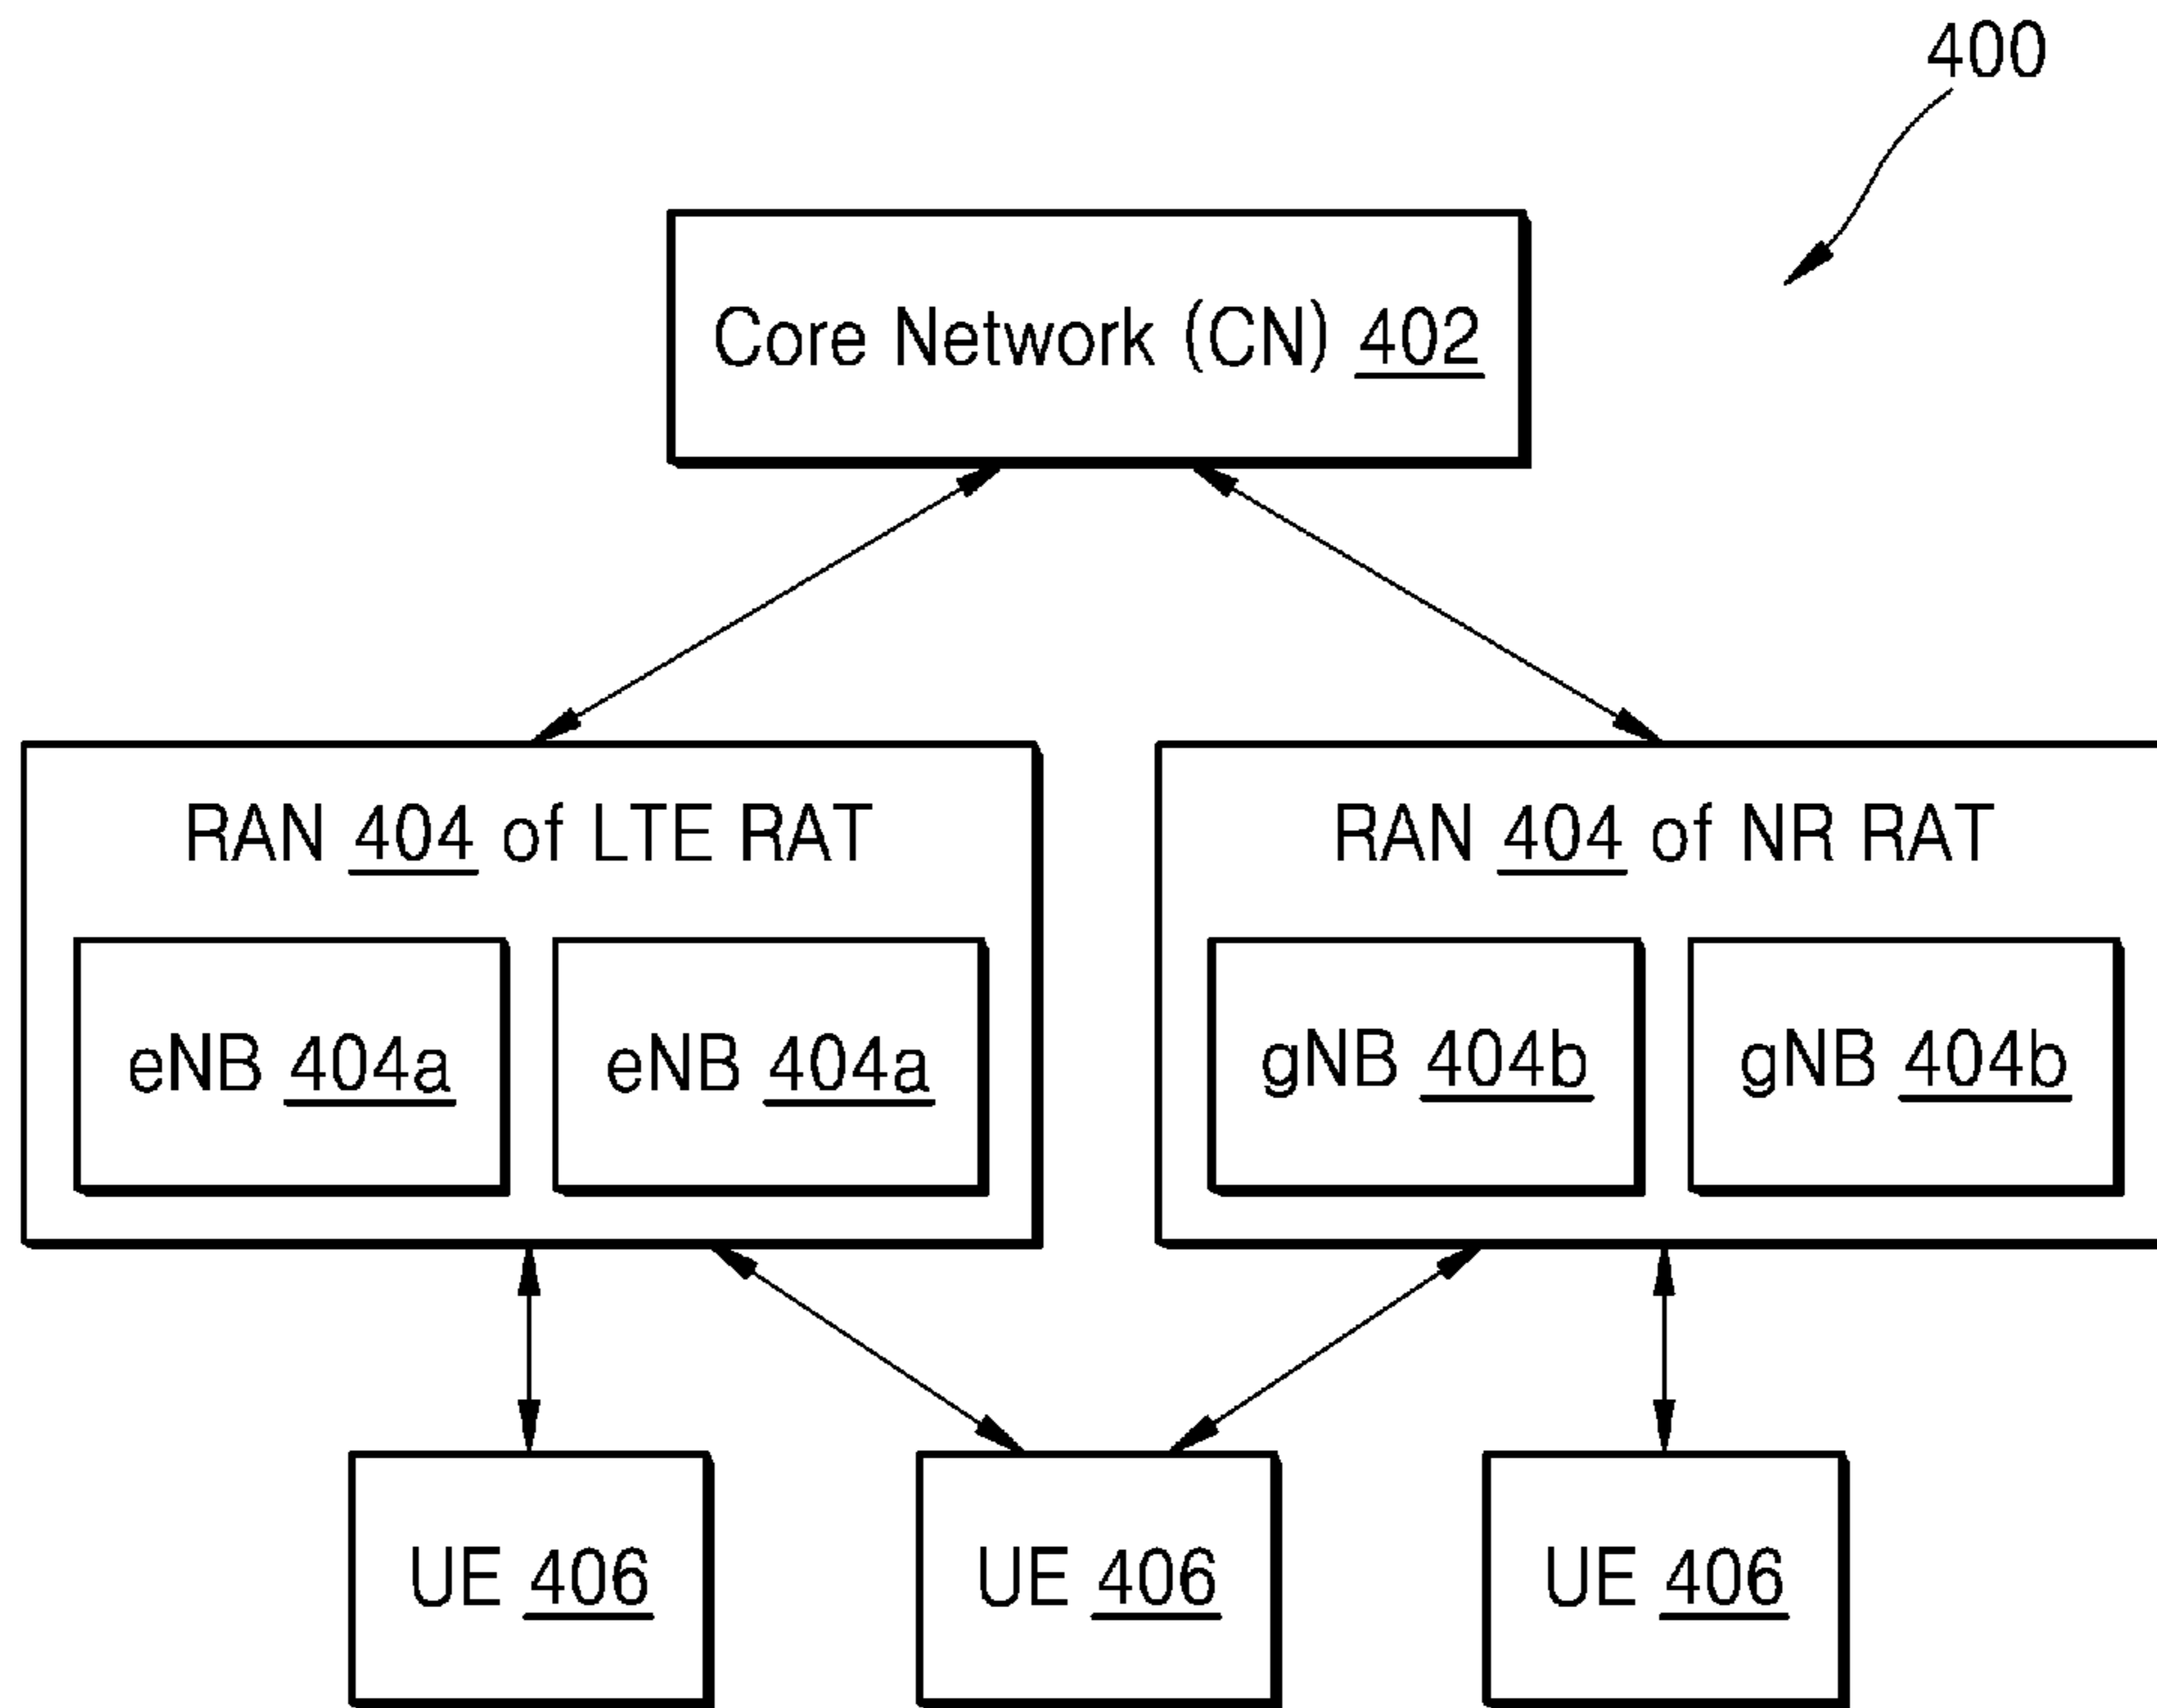 400
Core Network (CN) 402
RAN 404 of LTE RAT
RAN 404 of NR RAT
eNB 404a
eNB 404a
gNB 404b
gNB 404b
UE 406
UE 406
UE 406